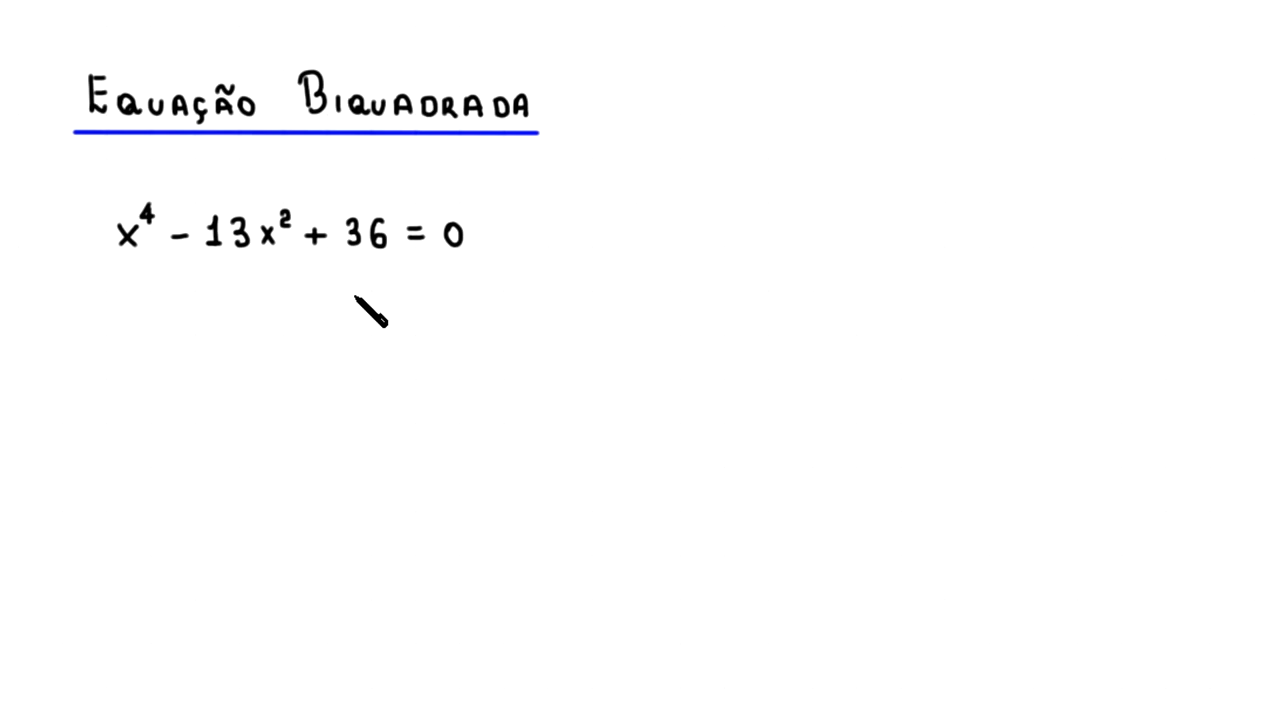 Equação Biquadrada
x⁴ - 13x² + 36 = 0